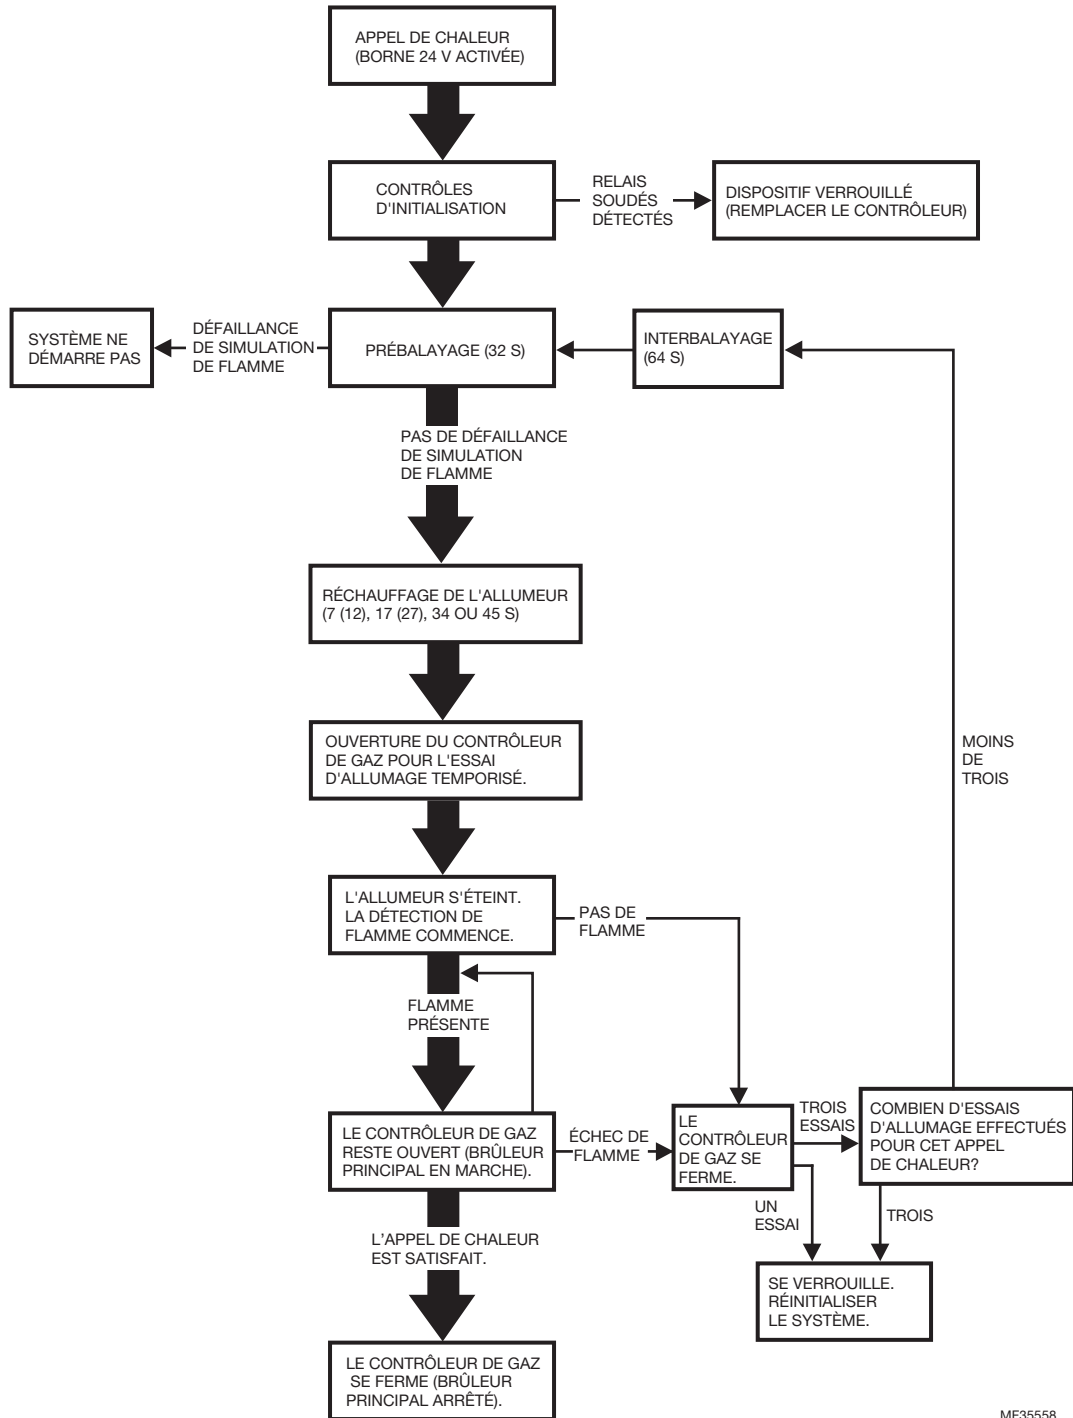 APPEL DE CHALEUR
(BORNE 24 V ACTIVÉE)
CONTRÔLES
D'INITIALISATION
RELAIS
SOUDÉS
DÉTECTÉS
DISPOSITIF VERROUILLÉ
(REMPLACER LE CONTRÔLEUR)
SYSTÈME NE
DÉMARRE PAS
DÉFAILLANCE
DE SIMULATION
DE FLAMME
PRÉBALAYAGE (32 S)
INTERBALAYAGE
(64 S)
PAS DE DÉFAILLANCE
DE SIMULATION
DE FLAMME
RÉCHAUFFAGE DE L'ALLUMEUR
(7 (12), 17 (27), 34 OU 45 S)
OUVERTURE DU CONTRÔLEUR
DE GAZ POUR L'ESSAI
D'ALLUMAGE TEMPORISÉ.
MOINS
DE
TROIS
L'ALLUMEUR S'ÉTEINT.
LA DÉTECTION DE
FLAMME COMMENCE.
PAS DE
FLAMME
FLAMME
PRÉSENTE
LE CONTRÔLEUR DE GAZ
RESTE OUVERT (BRÛLEUR
PRINCIPAL EN MARCHE).
ÉCHEC DE
FLAMME
LE
CONTRÔLEUR
DE GAZ SE
FERME.
TROIS
ESSAIS
COMBIEN D'ESSAIS
D'ALLUMAGE EFFECTUÉS
POUR CET APPEL
DE CHALEUR?
UN
ESSAI
TROIS
L'APPEL DE CHALEUR
EST SATISFAIT.
SE VERROUILLE.
RÉINITIALISER
LE SYSTÈME.
LE CONTRÔLEUR DE GAZ
SE FERME (BRÛLEUR
PRINCIPAL ARRÊTÉ).
MF35558